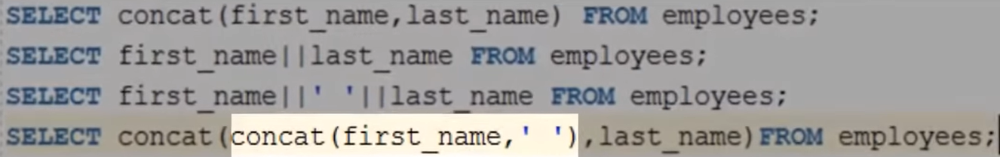 SELECT concat(first_name,last_name) FROM employees;
SELECT first_name||last_name FROM employees;
SELECT first_name||' '||last_name FROM employees;
SELECT concat(concat(first_name,' '),last_name)FROM employees;